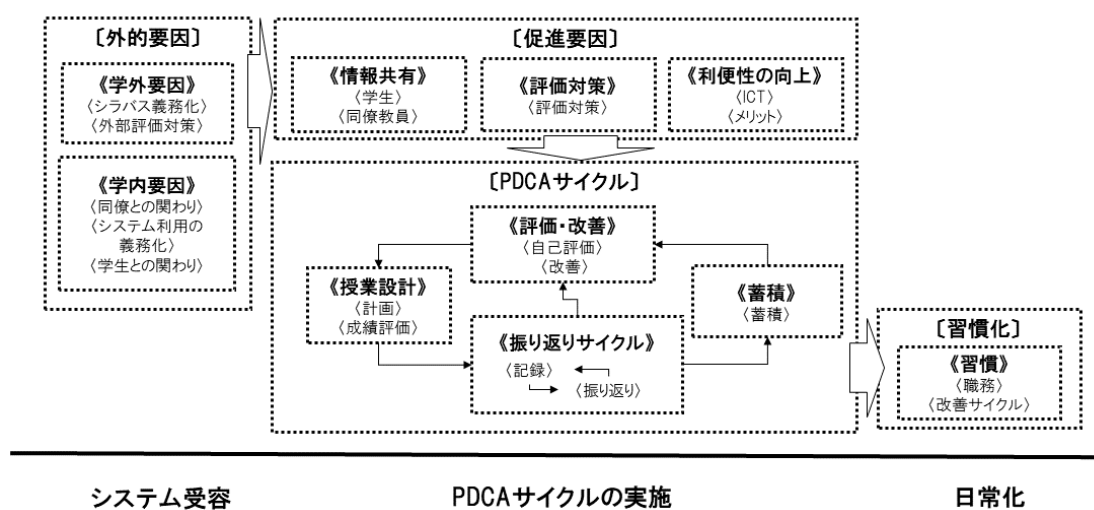 〔外的要因〕
《学外要因》
〈シラバス義務化〉
〈外部評価対策〉
《学内要因》
〈同僚との関わり〉
〈システム利用の
義務化〉
〈学生との関わり〉
〔促進要因〕
《情報共有》
〈学生〉
〈同僚教員〉
《評価対策》
〈評価対策〉
《利便性の向上》
〈ICT〉
〈メリット〉
〔PDCAサイクル〕
《評価・改善》
〈自己評価〉
〈改善〉
《授業設計》
〈計画〉
〈成績評価〉
《振り返りサイクル》
〈記録〉
〈振り返り〉
《蓄積》
〈蓄積〉
〔習慣化〕
《習慣》
〈職務〉
〈改善サイクル〉
システム受容
PDCAサイクルの実施
日常化